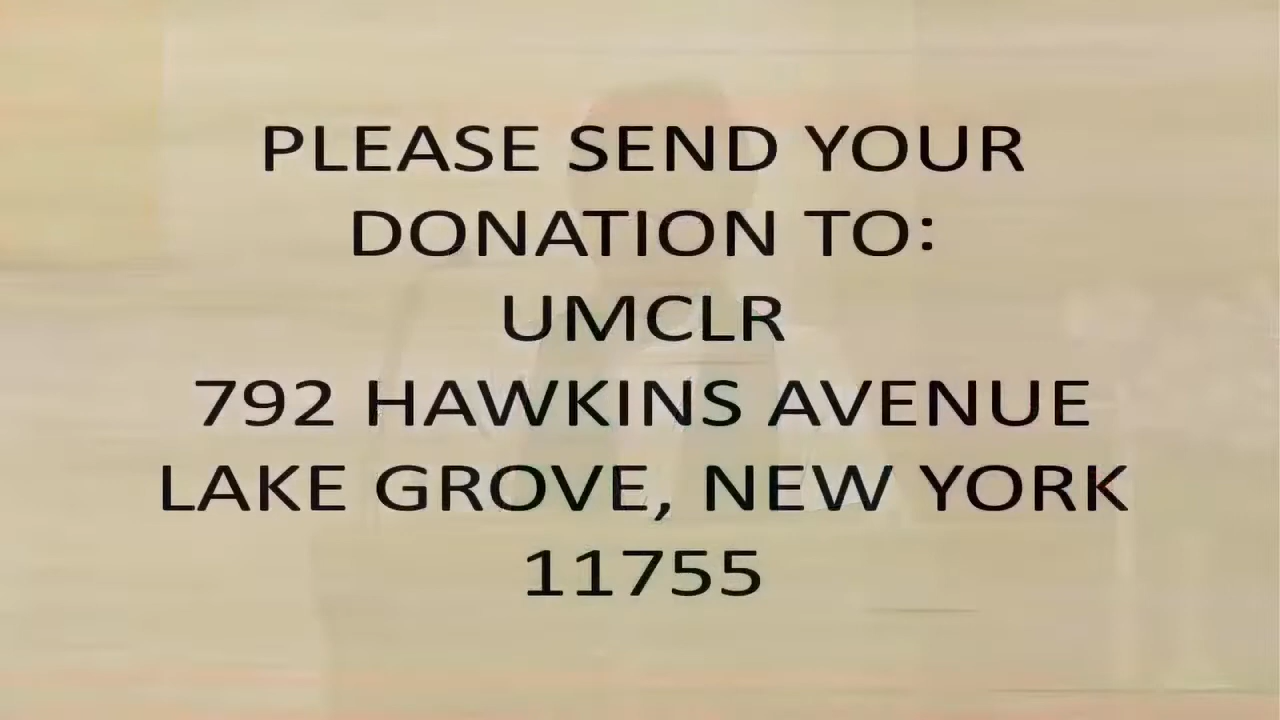 PLEASE SEND YOUR
DONATION TO:
UMCLR
792 HAWKINS AVENUE
LAKE GROVE, NEW YORK
11755